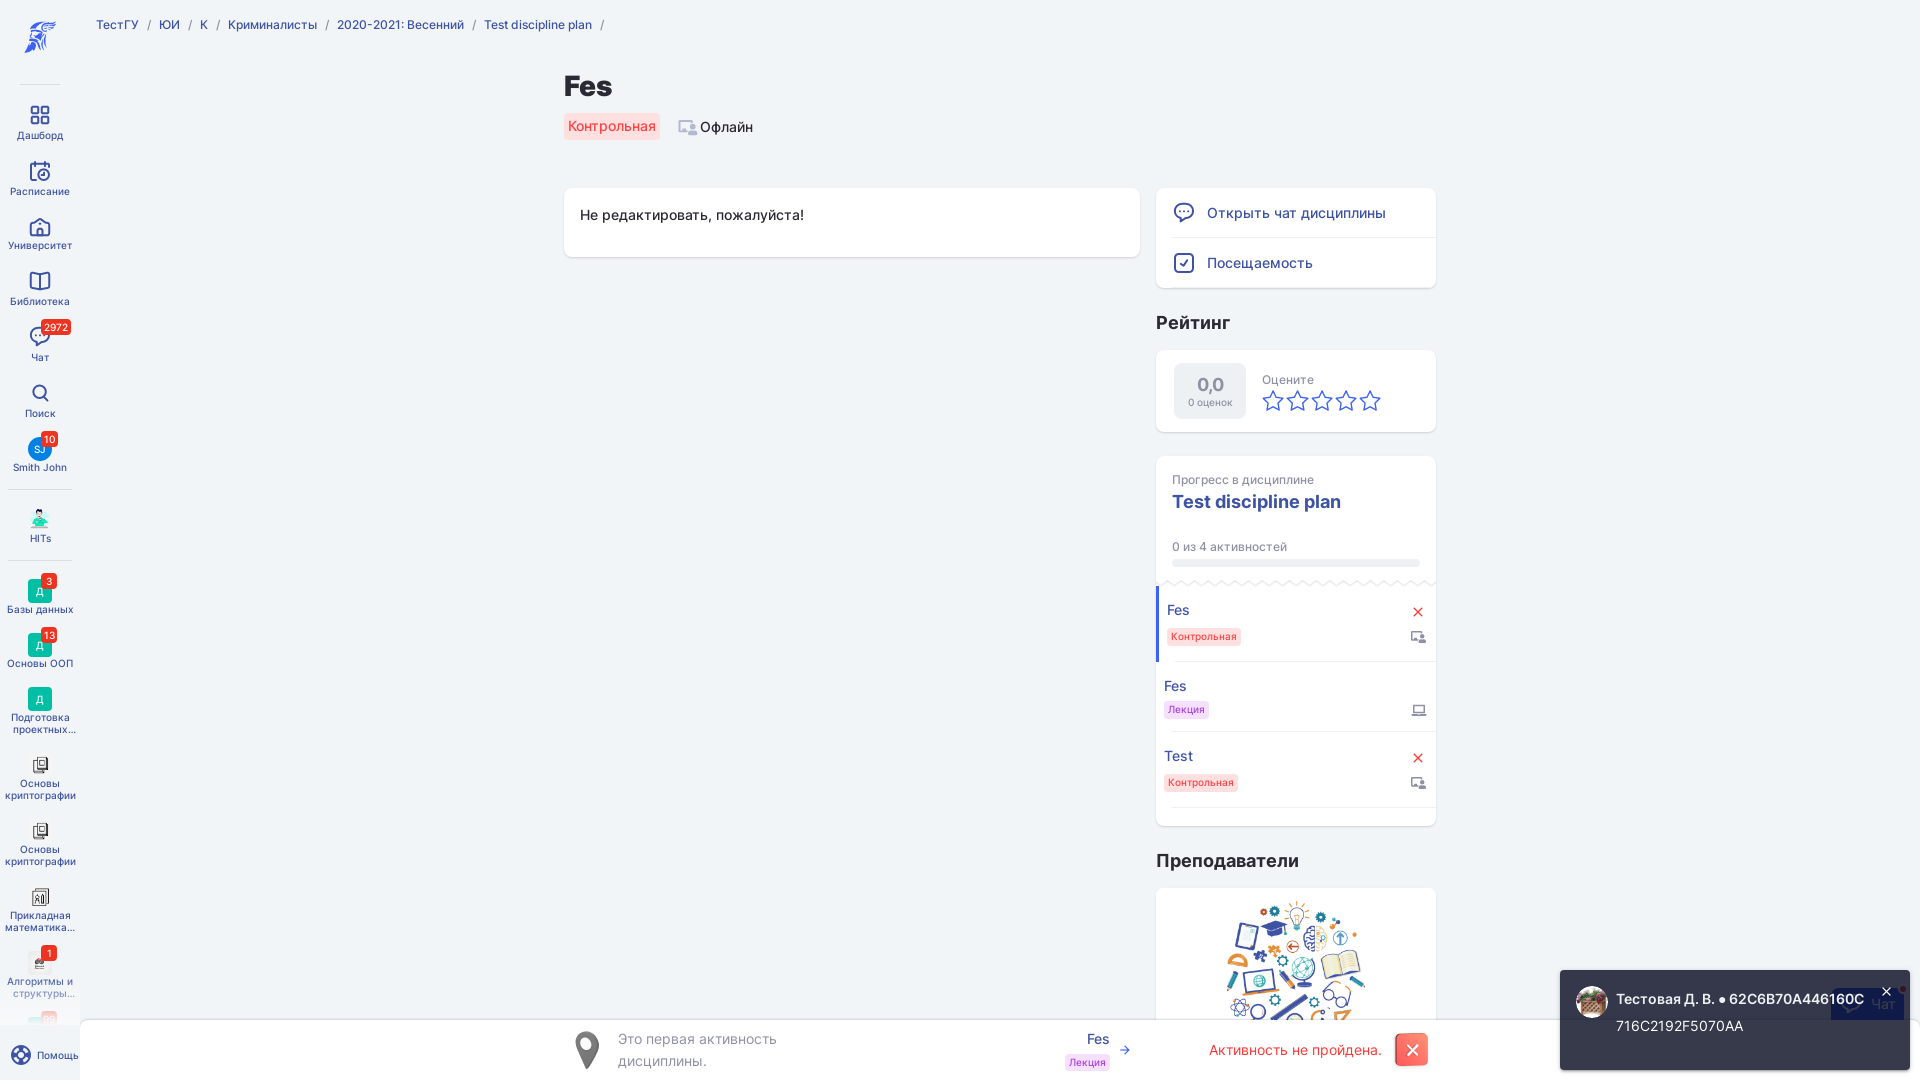 ТестГУ / ЮИ / К / Криминалисты / 2020-2021: Весенний / Test discipline plan /
Дашборд
Расписание
Университет
Библиотека
2972
Чат
Поиск
10
SJ
Smith John
HITs
3
Д
Базы данных
13
Д
Основы ООП
Д
Подготовка
проектных...
Основы
криптографии
Основы
криптографии
Прикладная
математика...
1
Алгоритмы и
структуры...
Помощь
Fes
Контрольная
Офлайн
Не редактировать, пожалуйста!
Открыть чат дисциплины
Посещаемость
Рейтинг
0,0
0 оценок
Оцените
Прогресс в дисциплине
Test discipline plan
0 из 4 активностей
Fes
Контрольная
Fes
Лекция
Test
Контрольная
Преподаватели
Это первая активность
дисциплины.
Fes
Лекция
Активность не пройдена.
Тестовая Д. В. ● 62C6B70A446160C
716C2192F5070AA
Чат